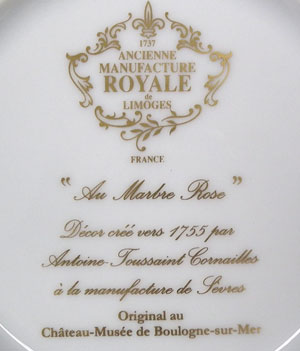 1737
ANCIENNE
MANUFACTURE
ROYALE
de
LIMOGES
FRANCE
" Au Marbre Rose "
Décor créé vers 1755 par
Antoine-Toussaint Cornailles
à la manufacture de Sèvres
Original au
Château-Musée de Boulogne-sur-Mer